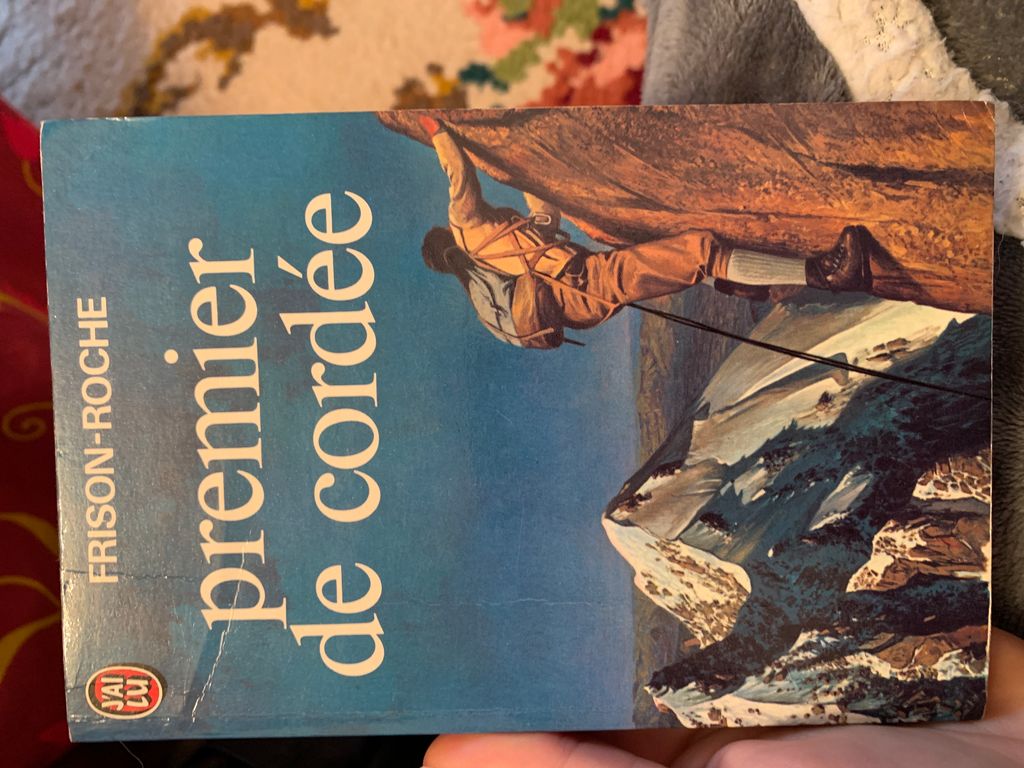 FRISON-ROCHE
premier
de cordée
J'AI
LU